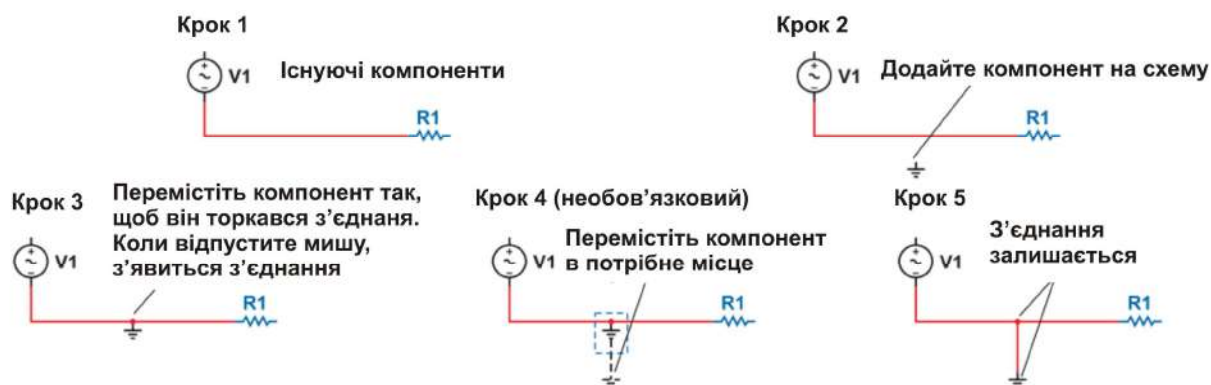 Крок 1
V1
Існуючі компоненти
R1
Крок 2
V1
Додайте компонент на схему
R1
Крок 3
Перемістіть компонент так,
щоб він торкався з’єднаня.
Коли відпустите мишу,
з’явиться з’єднання
V1
R1
Крок 4 (необов’язковий)
Перемістіть компонент
в потрібне місце
V1
R1
Крок 5
З’єднання
залишається
V1
R1